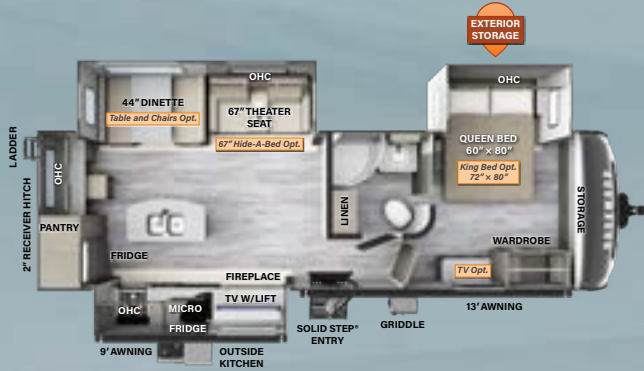 EXTERIOR
STORAGE
OHC
OHC
44" DINETTE
Table and Chairs Opt.
67" THEATER
SEAT
67" Hide-A-Bed Opt.
QUEEN BED
60" × 80"
King Bed Opt.
72" × 80"
LADDER
OHC
2" RECEIVER HITCH
PANTRY
LINEN
STORAGE
FRIDGE
WARDROBE
TV Opt.
FIREPLACE
TV W/LIFT
OHC
MICRO
FRIDGE
13' AWNING
SOLID STEP®
ENTRY
GRIDDLE
9' AWNING
OUTSIDE
KITCHEN